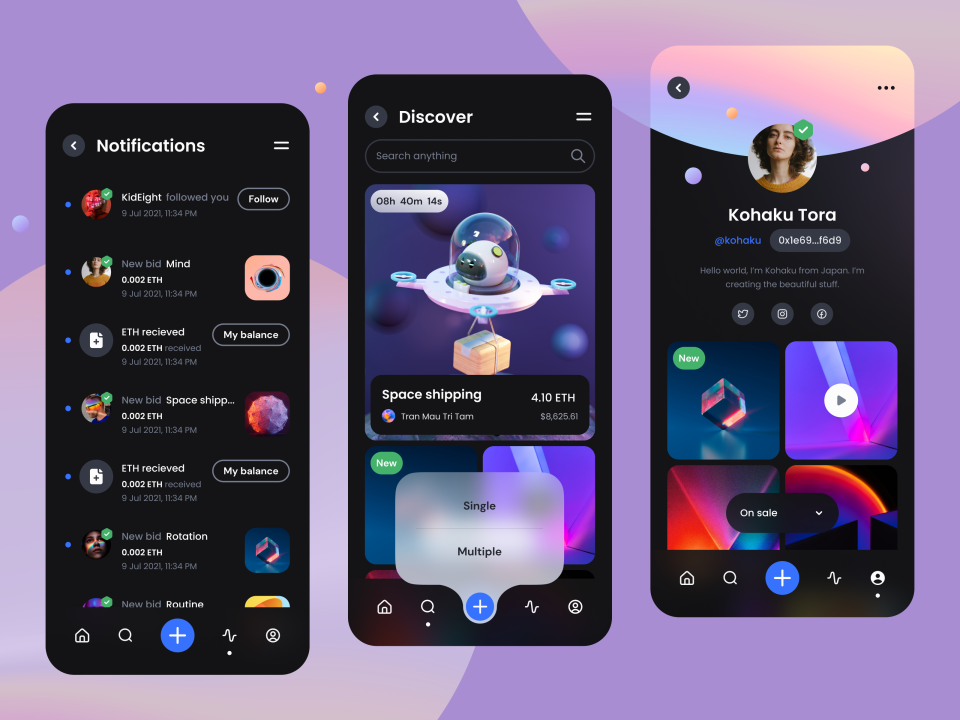 Notifications
KidEight followed you
9 Jul 2021, 11:34 PM
Follow
New bid Mind
0.002 ETH
9 Jul 2021, 11:34 PM
ETH recieved
0.002 ETH received
9 Jul 2021, 11:34 PM
My balance
New bid Space shipp...
0.002 ETH
9 Jul 2021, 11:34 PM
ETH recieved
0.002 ETH received
9 Jul 2021, 11:34 PM
My balance
New bid Rotation
0.002 ETH
9 Jul 2021, 11:34 PM
New bid Routine
Discover
Search anything
08h 40m 14s
Space shipping
4.10 ETH
Tran Mau Tri Tam
$8,625.61
New
Single
Multiple
Kohaku Tora
@kohaku
0x1e69...f6d9
Hello world, I'm Kohaku from Japan. I'm
creating the beautiful stuff.
New
On sale